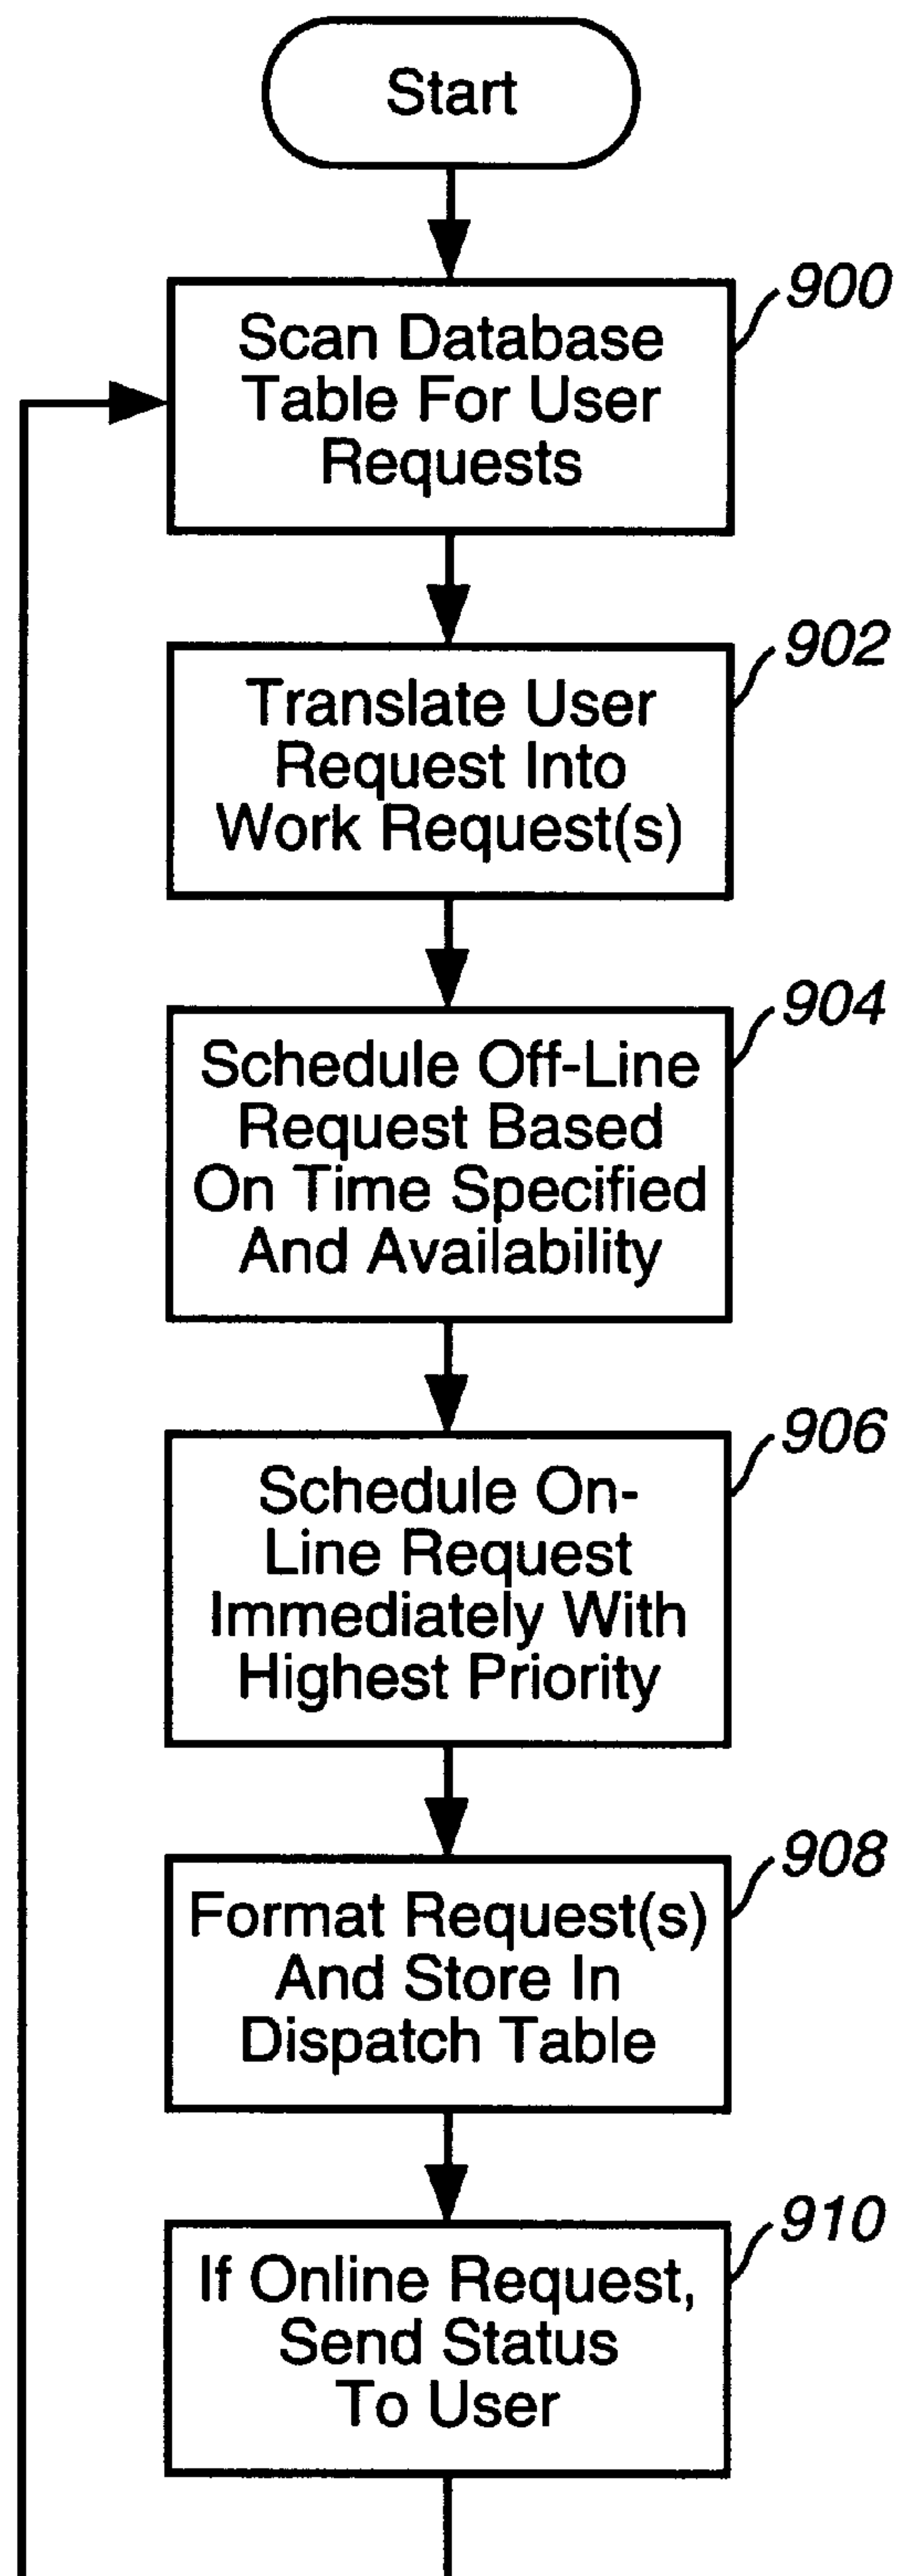 Start
900
Scan Database
Table For User
Requests
902
Translate User
Request Into
Work Request(s)
904
Schedule Off-Line
Request Based
On Time Specified
And Availability
906
Schedule On-
Line Request
Immediately With
Highest Priority
908
Format Request(s)
And Store In
Dispatch Table
910
If Online Request,
Send Status
To User